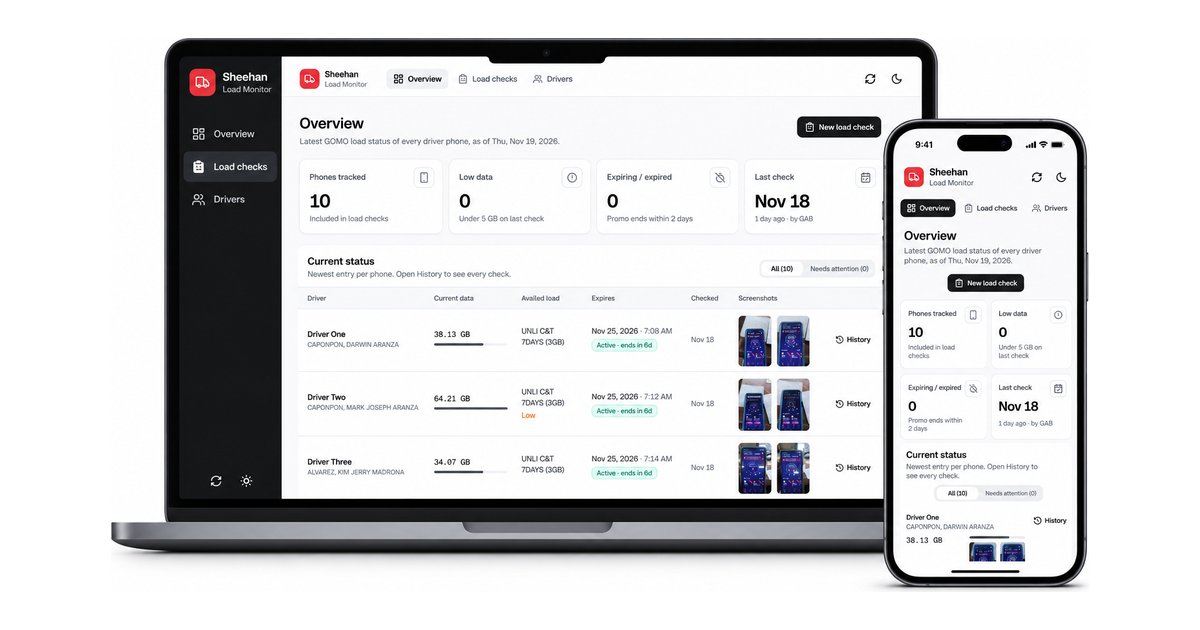 Sheehan
Load Monitor
Overview
Load checks
Drivers
Sheehan
Load Monitor
Overview
Load checks
Drivers
Overview
Latest GOMO load status of every driver phone, as of Thu, Nov 19, 2026.
New load check
Phones tracked
10
Included in load checks
Low data
0
Under 5 GB on last check
Expiring / expired
0
Promo ends within 2 days
Last check
Nov 18
1 day ago · by GAB
Current status
Newest entry per phone. Open History to see every check.
All (10)
Needs attention (0)
Driver
Current data
Availed load
Expires
Checked
Screenshots
Driver One
CAPONPON, DARWIN ARANZA
38.13 GB
UNLI C&T
7DAYS (3GB)
Nov 25, 2026 · 7:08 AM
Active · ends in 6d
Nov 18
History
Driver Two
CAPONPON, MARK JOSEPH ARANZA
64.21 GB
UNLI C&T
7DAYS (3GB)
Low
Nov 25, 2026 · 7:12 AM
Active · ends in 6d
Nov 18
History
Driver Three
ALVAREZ, KIM JERRY MADRONA
34.07 GB
UNLI C&T
7DAYS (3GB)
Nov 25, 2026 · 7:14 AM
Active · ends in 6d
Nov 18
History
9:41
Sheehan
Load Monitor
Overview
Load checks
Drivers
Overview
Latest GOMO load status of every driver
phone, as of Thu, Nov 19, 2026.
New load check
Phones tracked
10
Included in load
checks
Low data
0
Under 5 GB on
last check
Expiring / expired
0
Promo ends within
2 days
Last check
Nov 18
1 day ago · by GAB
Current status
Newest entry per phone. Open History to
see every check.
All (10)
Needs attention (0)
Driver One
CAPONPON, DARWIN ARANZA
History
38.13 GB